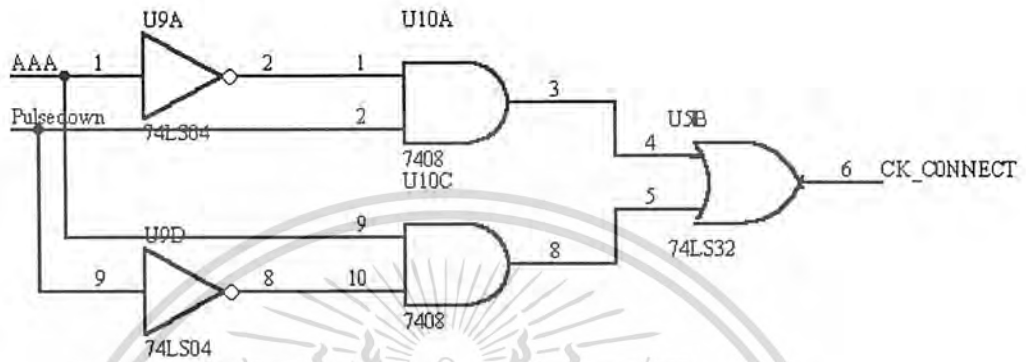 U9A
U10A
AAA
1
2
1
3
Pulsedown
2
74LS04
U5B
4
7408
U10C
6
CK_CONNECT
5
9
U9D
74LS32
9
8
10
8
7408
74LS04